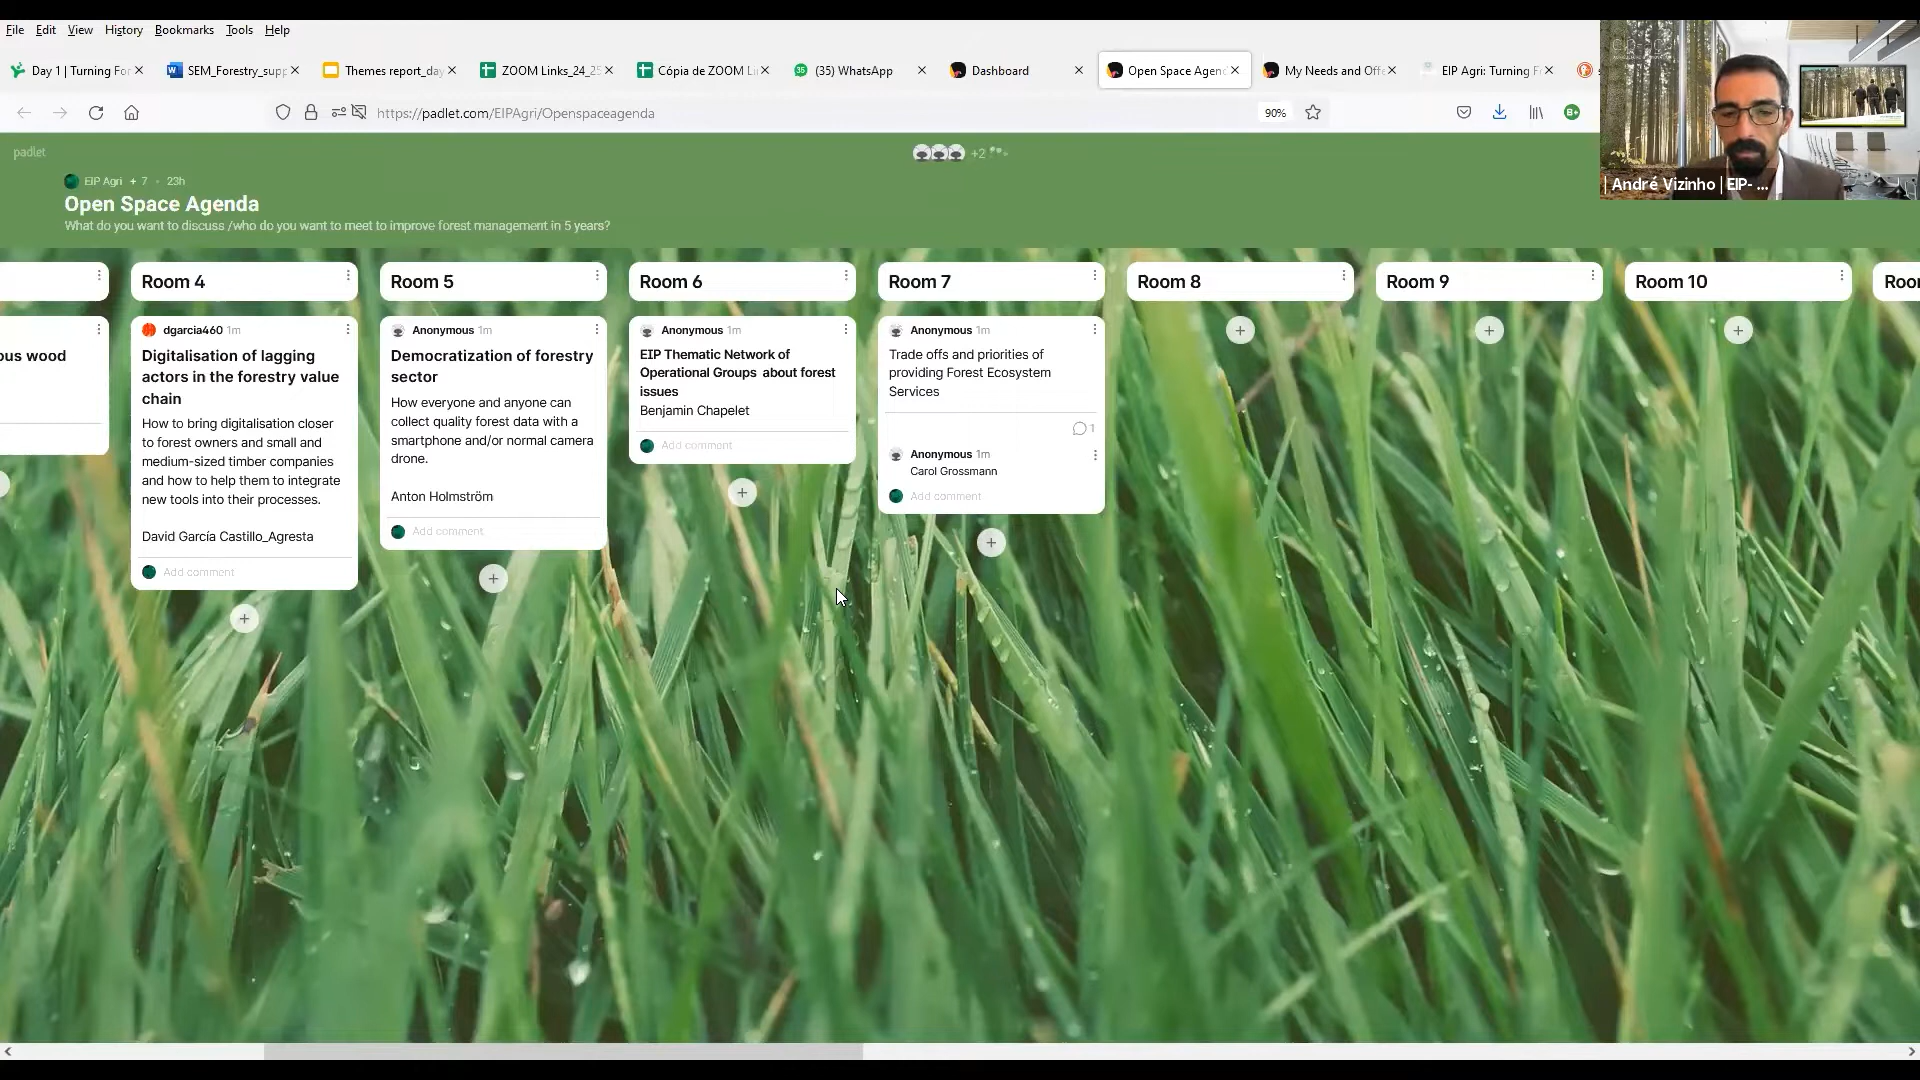 File Edit View History Bookmarks Tools Help
Day 1 | Turning For
SEM_Forestry_supp
Themes report_day
ZOOM Links_24_25
Cópia de ZOOM Li
(35) WhatsApp
Dashboard
Open Space Agend
My Needs and Offe
EIP Agri: Turning F
https://padlet.com/EIPAgri/Openspaceagenda
90%
padlet
+2
EIP Agri + 7 · 23h
Open Space Agenda
What do you want to discuss /who do you want to meet to improve forest management in 5 years?
André Vizinho | EIP- ...
ous wood
Room 4
dgarcia460 1m
Digitalisation of lagging
actors in the forestry value
chain
How to bring digitalisation closer
to forest owners and small and
medium-sized timber companies
and how to help them to integrate
new tools into their processes.
David García Castillo_Agresta
Add comment
Room 5
Anonymous 1m
Democratization of forestry
sector
How everyone and anyone can
collect quality forest data with a
smartphone and/or normal camera
drone.
Anton Holmström
Add comment
Room 6
Anonymous 1m
EIP Thematic Network of
Operational Groups about forest
issues
Benjamin Chapelet
Add comment
Room 7
Anonymous 1m
Trade offs and priorities of
providing Forest Ecosystem
Services
1
Anonymous 1m
Carol Grossmann
Add comment
Room 8
Room 9
Room 10
Roo